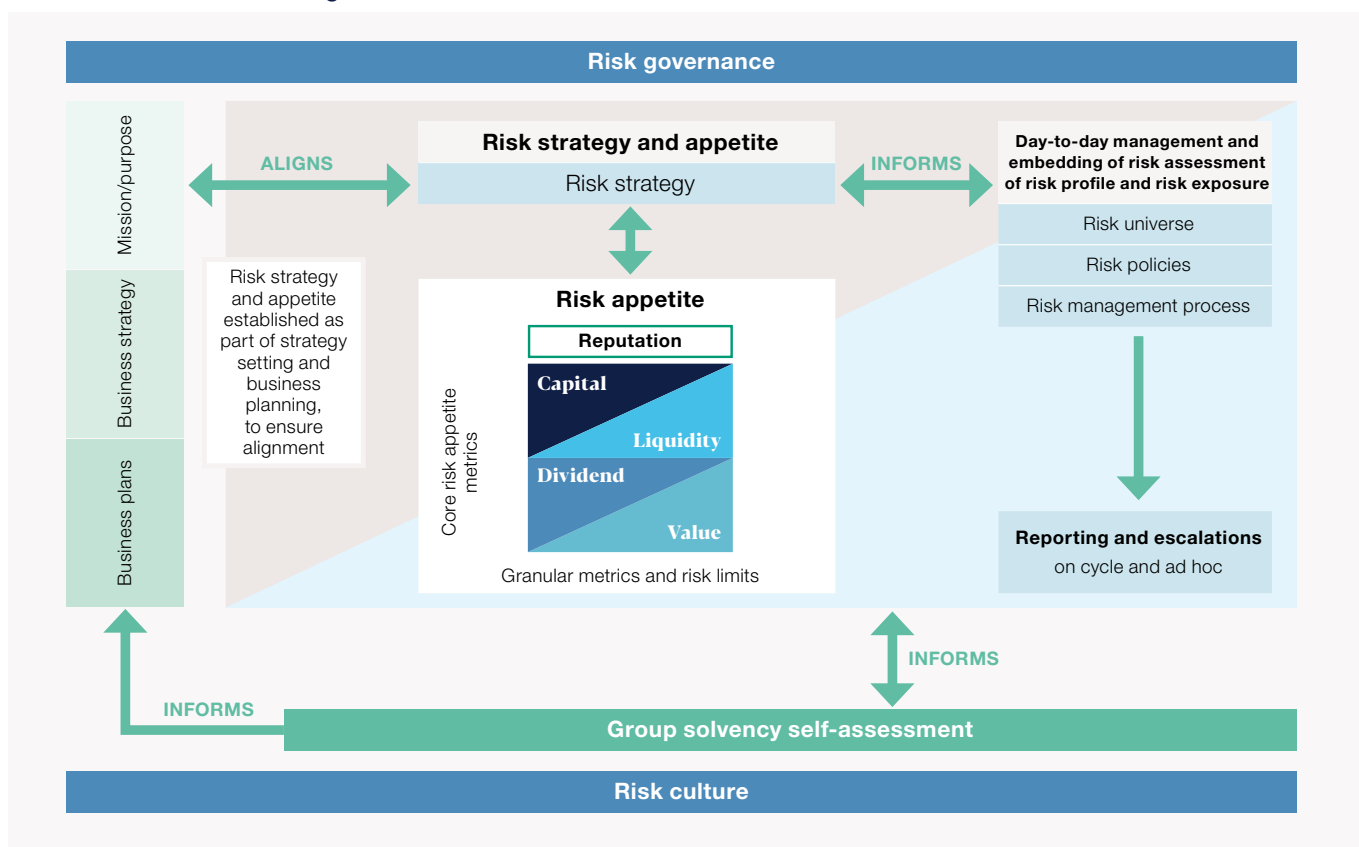 Risk governance
Mission/purpose
Business strategy
Business plans
ALIGNS
Risk strategy
and appetite
established as
part of strategy
setting and
business
planning,
to ensure
alignment
Risk strategy and appetite
Risk strategy
Risk appetite
Reputation
Core risk appetite
metrics
Capital
Liquidity
Dividend
Value
Granular metrics and risk limits
INFORMS
Day-to-day management and
embedding of risk assessment
of risk profile and risk exposure
Risk universe
Risk policies
Risk management process
Reporting and escalations
on cycle and ad hoc
INFORMS
INFORMS
Group solvency self-assessment
Risk culture